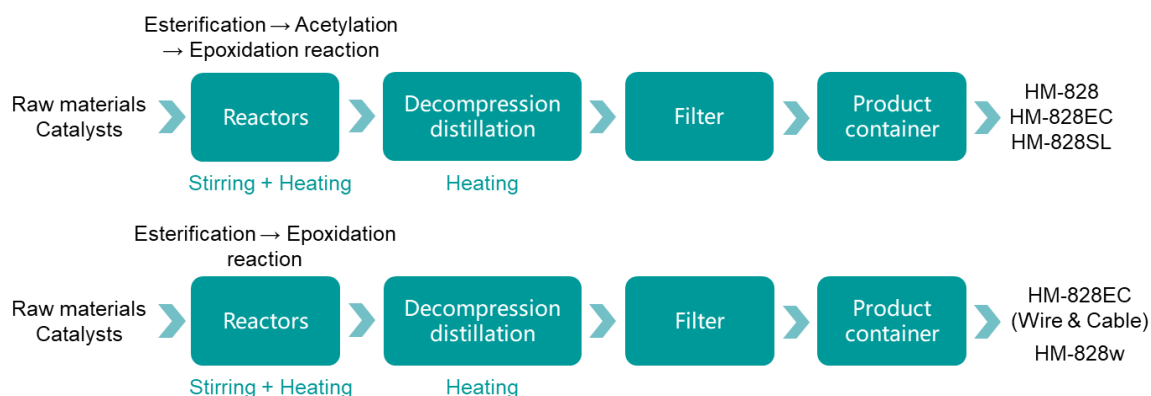 Esterification → Acetylation
→ Epoxidation reaction
Raw materials
Catalysts
Reactors
Decompression
distillation
Filter
Product
container
HM-828
HM-828EC
HM-828SL
Stirring + Heating
Heating
Esterification → Epoxidation
reaction
Raw materials
Catalysts
Reactors
Decompression
distillation
Filter
Product
container
HM-828EC
(Wire & Cable)
HM-828w
Stirring + Heating
Heating